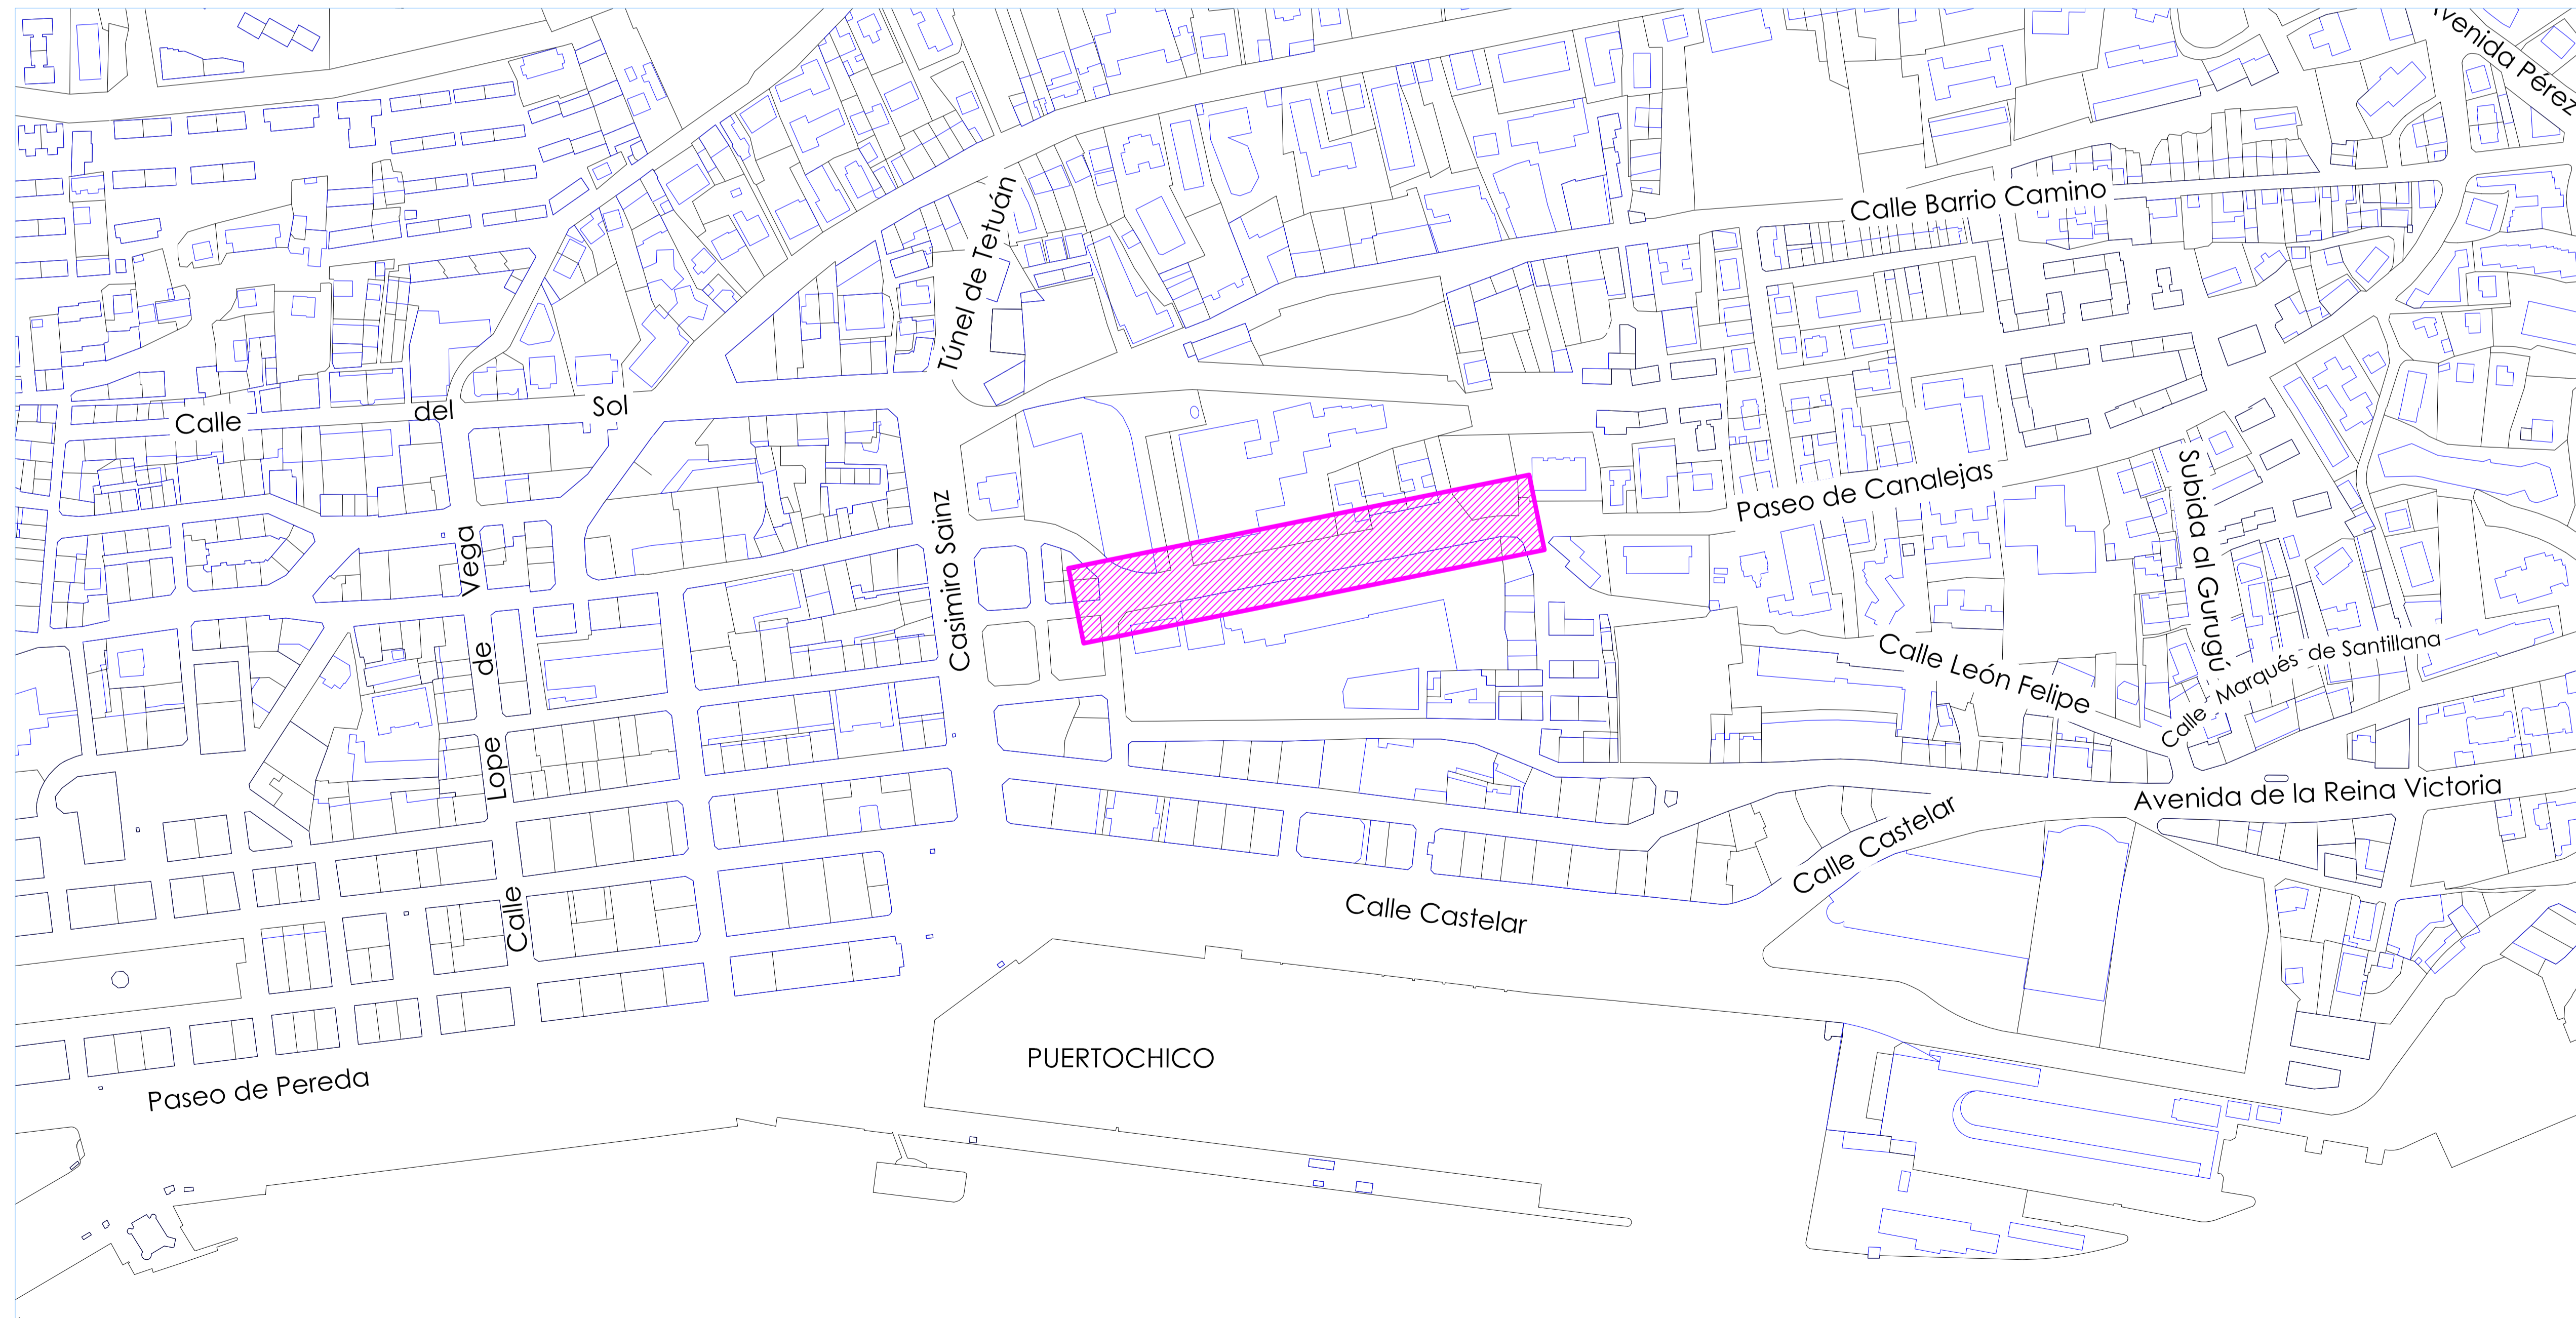 Avenida Pérez
Calle Barrio Camino
Túnel de Tetuán
Calle del Sol
Paseo de Canalejas
Subida al Gurugú
Casimiro Sainz
Calle de Lope de Vega
Calle León Felipe
Calle Marqués de Santillana
Avenida de la Reina Victoria
Calle Castelar
Calle Castelar
PUERTOCHICO
Paseo de Pereda